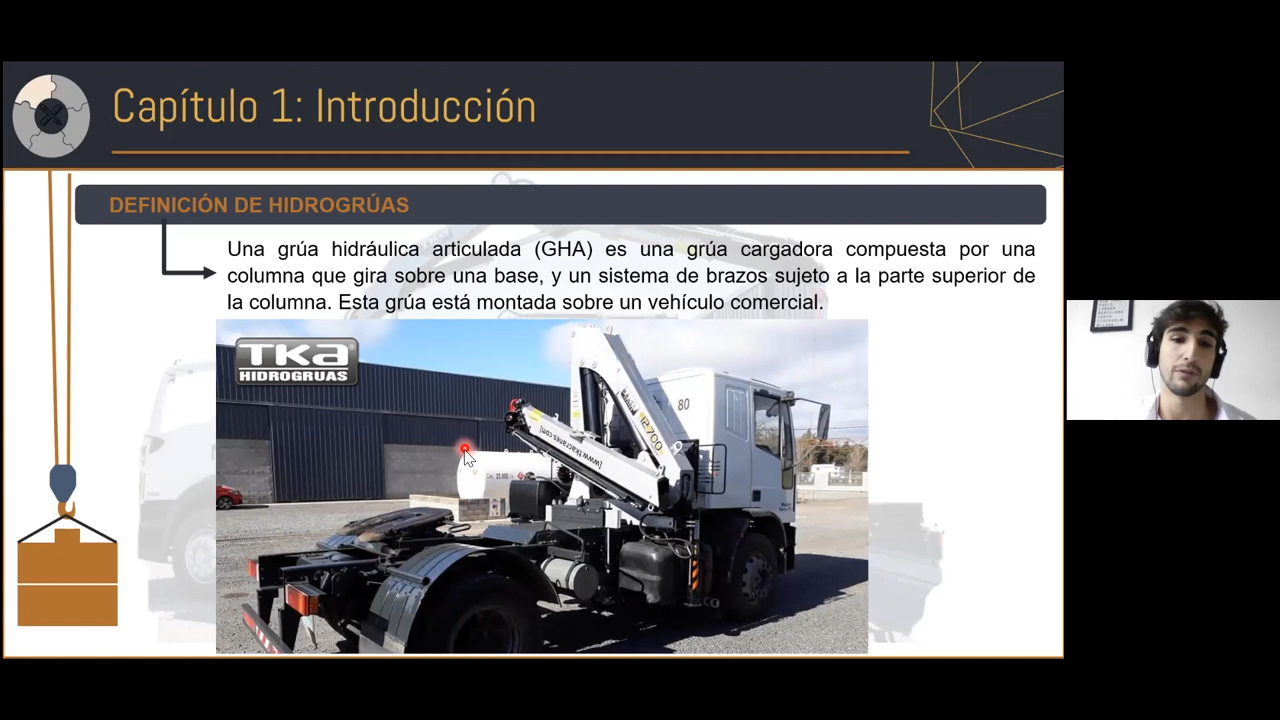 Capítulo 1: Introducción
DEFINICIÓN DE HIDROGRÚAS
Una grúa hidráulica articulada (GHA) es una grúa cargadora compuesta por una
columna que gira sobre una base, y un sistema de brazos sujeto a la parte superior de
la columna. Esta grúa está montada sobre un vehículo comercial.
TKA
HIDROGRUAS
80
12.700
[www.tkacranes.com]